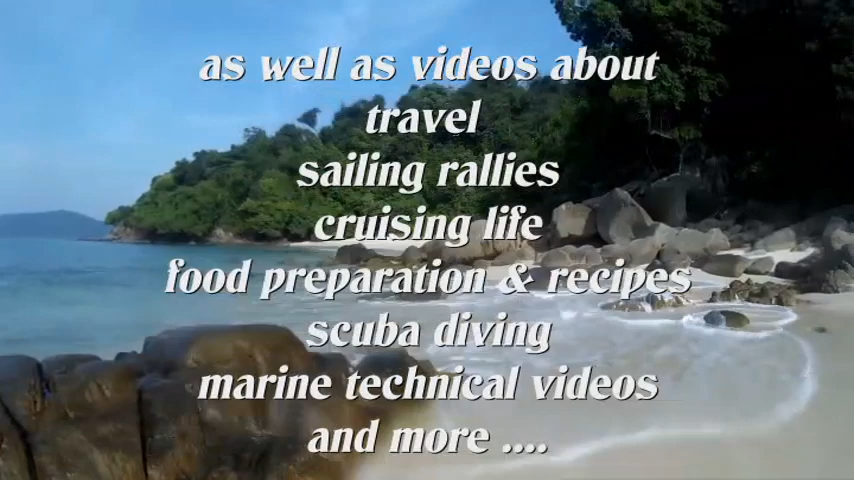 as well as videos about
travel
sailing rallies
cruising life
food preparation & recipes
scuba diving
marine technical videos
and more ....